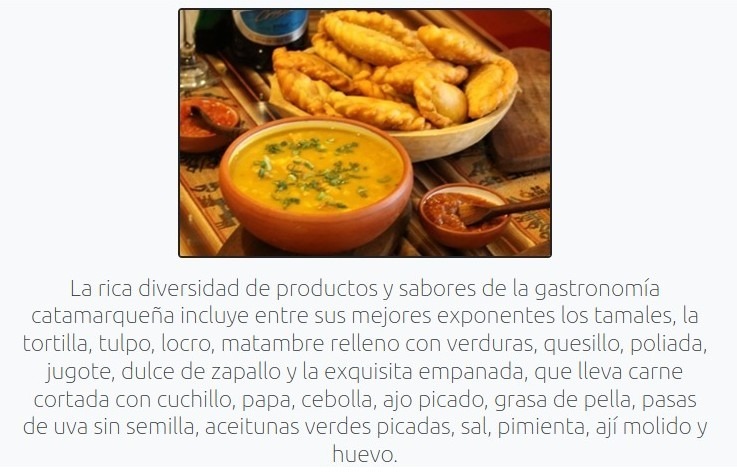 La rica diversidad de productos y sabores de la gastronomía
catamarqueña incluye entre sus mejores exponentes los tamales, la
tortilla, tulpo, locro, matambre relleno con verduras, quesillo, poliada,
jugote, dulce de zapallo y la exquisita empanada, que lleva carne
cortada con cuchillo, papa, cebolla, ajo picado, grasa de pella, pasas
de uva sin semilla, aceitunas verdes picadas, sal, pimienta, ají molido y
huevo.